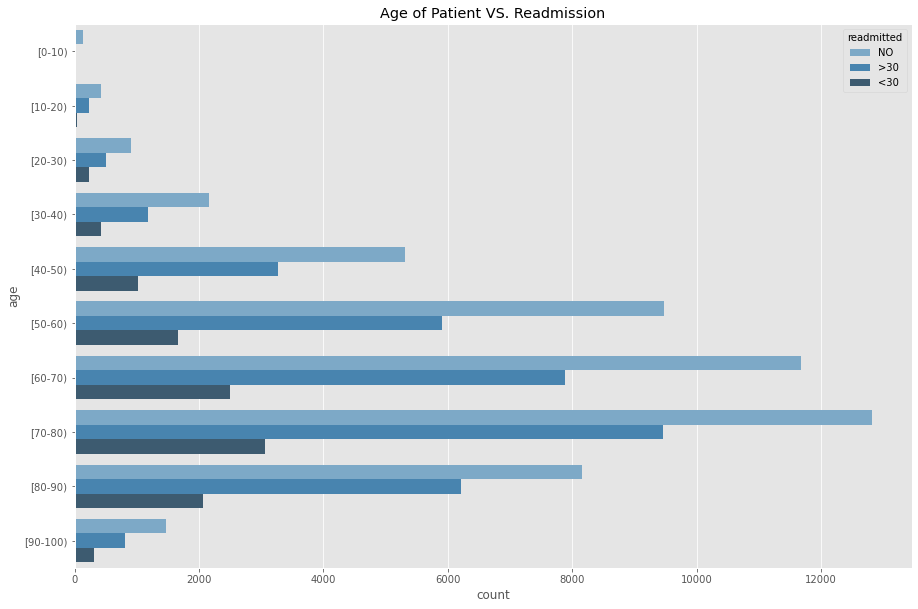 Age of Patient VS. Readmission
readmitted
NO
>30
<30
age
[0-10)
[10-20)
[20-30)
[30-40)
[40-50)
[50-60)
[60-70)
[70-80)
[80-90)
[90-100)
0 2000 4000 6000 8000 10000 12000
count